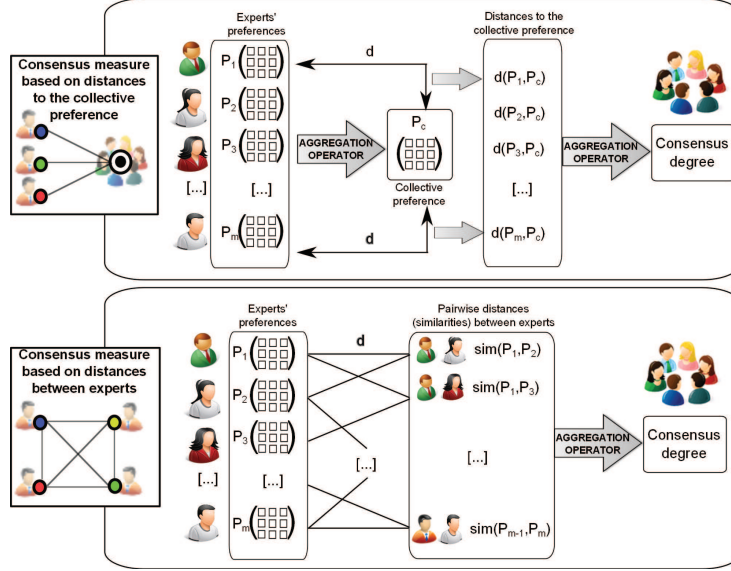 Consensus measure
based on distances
to the collective
preference
Experts'
preferences
P1
P2
P3
[...]
[...]
Pm
d
d
AGGREGATION
OPERATOR
Pc
Collective
preference
Distances to the
collective preference
d(P1,Pc)
d(P2,Pc)
d(P3,Pc)
[...]
d(Pm,Pc)
AGGREGATION
OPERATOR
Consensus
degree
Consensus measure
based on distances
between experts
Experts'
preferences
P1
P2
P3
[...]
[...]
Pm
d
[...]
Pairwise distances
(similarities) between experts
sim(P1,P2)
sim(P1,P3)
[...]
sim(Pm-1,Pm)
AGGREGATION
OPERATOR
Consensus
degree